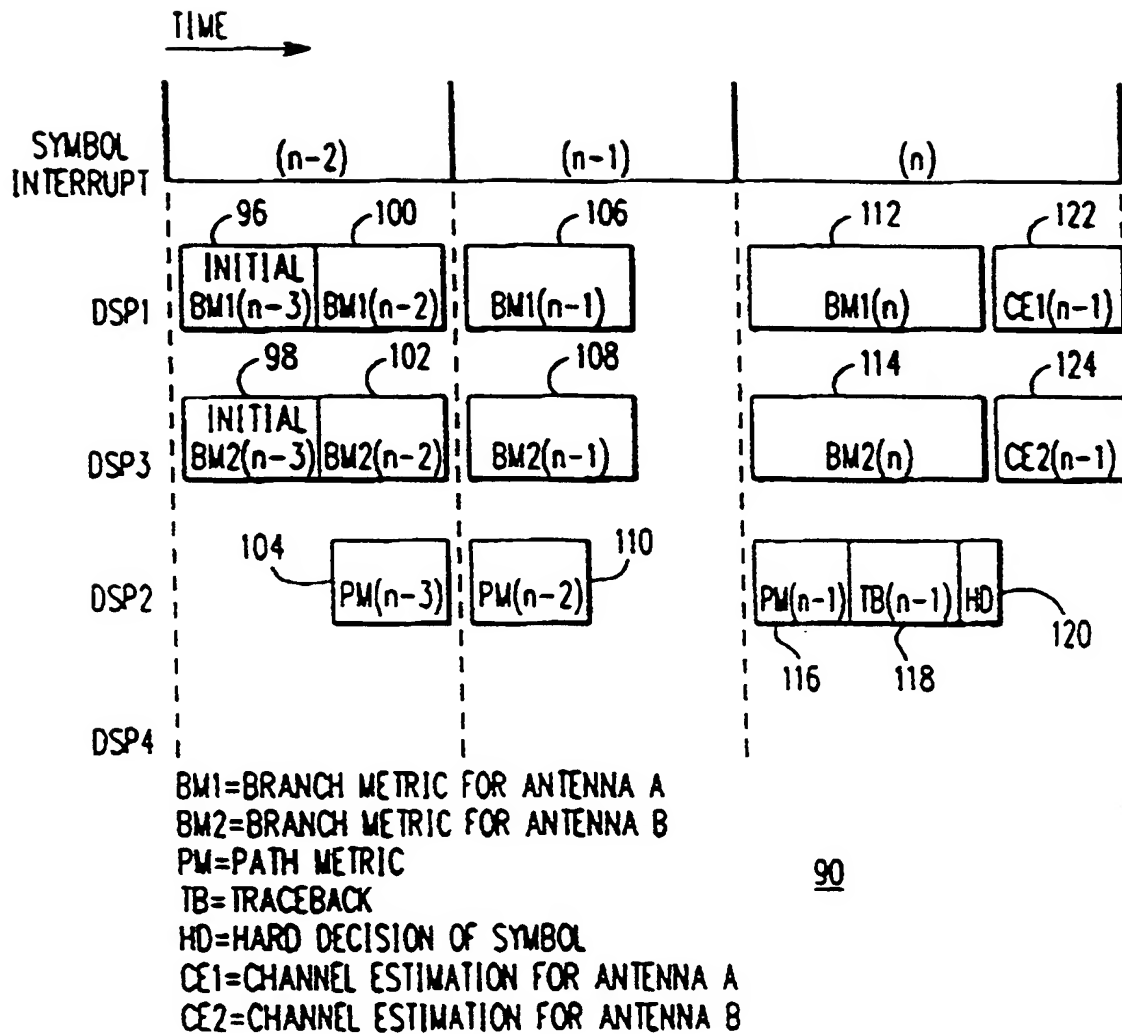 TIME
SYMBOL
INTERRUPT
(n-2) (n-1) (n)
96 100 106 112 122
DSP1
INITIAL
BM1(n-3) BM1(n-2) BM1(n-1) BM1(n) CE1(n-1)
98 102 108 114 124
DSP3
INITIAL
BM2(n-3) BM2(n-2) BM2(n-1) BM2(n) CE2(n-1)
104 110
DSP2
PM(n-3) PM(n-2) PM(n-1) TB(n-1) HD
116 118 120
DSP4
BM1=BRANCH METRIC FOR ANTENNA A
BM2=BRANCH METRIC FOR ANTENNA B
PM=PATH METRIC
TB=TRACEBACK
HD=HARD DECISION OF SYMBOL
CE1=CHANNEL ESTIMATION FOR ANTENNA A
CE2=CHANNEL ESTIMATION FOR ANTENNA B
90